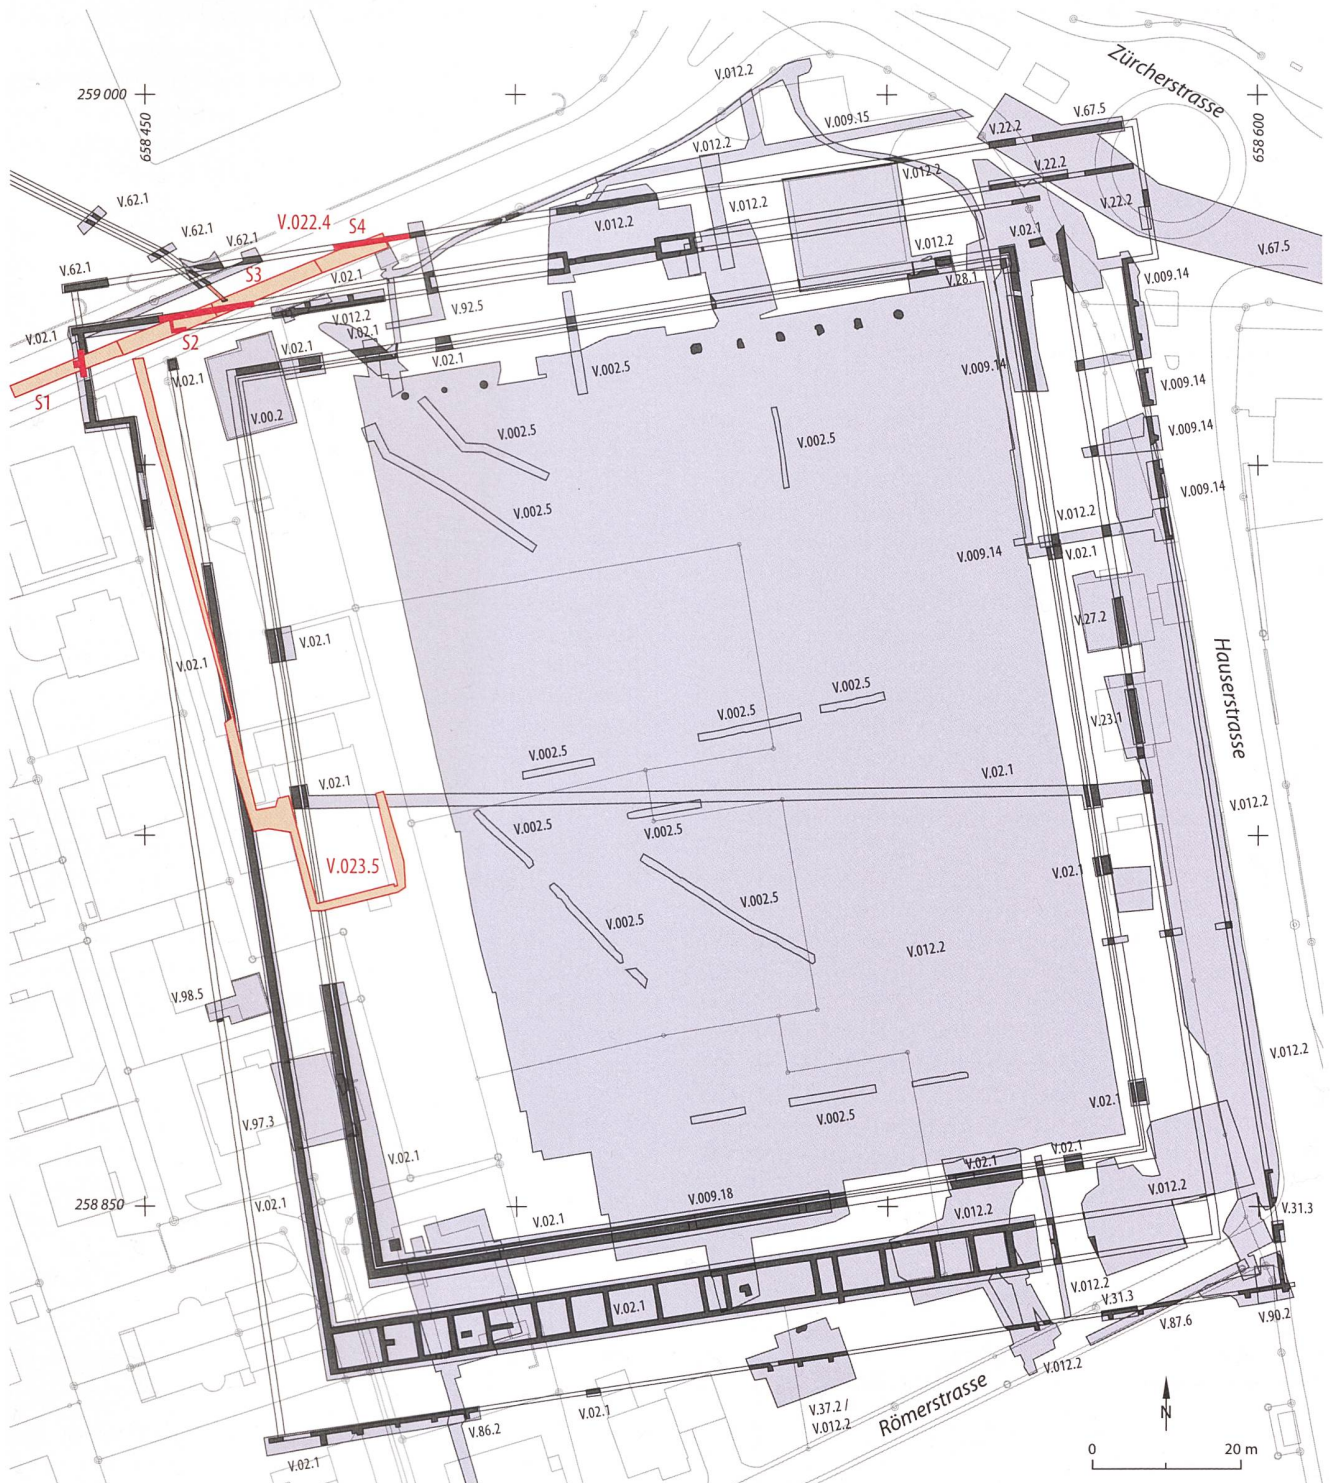 Zürcherstrasse
V.012.2
259 000
658 450
V.009.15
V.67.5
658 600
V.22.2
V.012.2
V.22.2
V.62.1
V.012.2
V.012.2
V.22.2
V.62.1
V.022.4
S4
V.012.2
V.02.1
V.67.5
V.62.1
V.012.2
V.62.1
S3
V.02.1
V.28.1
V.009.14
V.02.1
V.012.2
V.92.5
S2
V.02.1
V.02.1
V.02.1
V.02.1
V.002.5
V.009.14
V.009.14
S1
V.00.2
V.002.5
V.002.5
V.009.14
V.009.14
V.002.5
V.012.2
V.009.14
V.02.1
V.27.2
V.02.1
V.02.1
Hauserstrasse
V.002.5
V.002.5
V.23.1
V.002.5
V.02.1
V.02.1
V.012.2
V.002.5
V.002.5
V.023.5
V.02.1
V.002.5
V.002.5
V.012.2
V.98.5
V.012.2
V.02.1
V.97.3
V.002.5
V.02.1
V.02.1
V.009.18
V.012.2
258 850
V.02.1
V.02.1
V.012.2
V.31.3
V.012.2
V.02.1
V.31.3
V.87.6
V.90.2
V.012.2
Römerstrasse
N
V.02.1
V.37.2 /
V.012.2
V.86.2
V.02.1
0
20 m